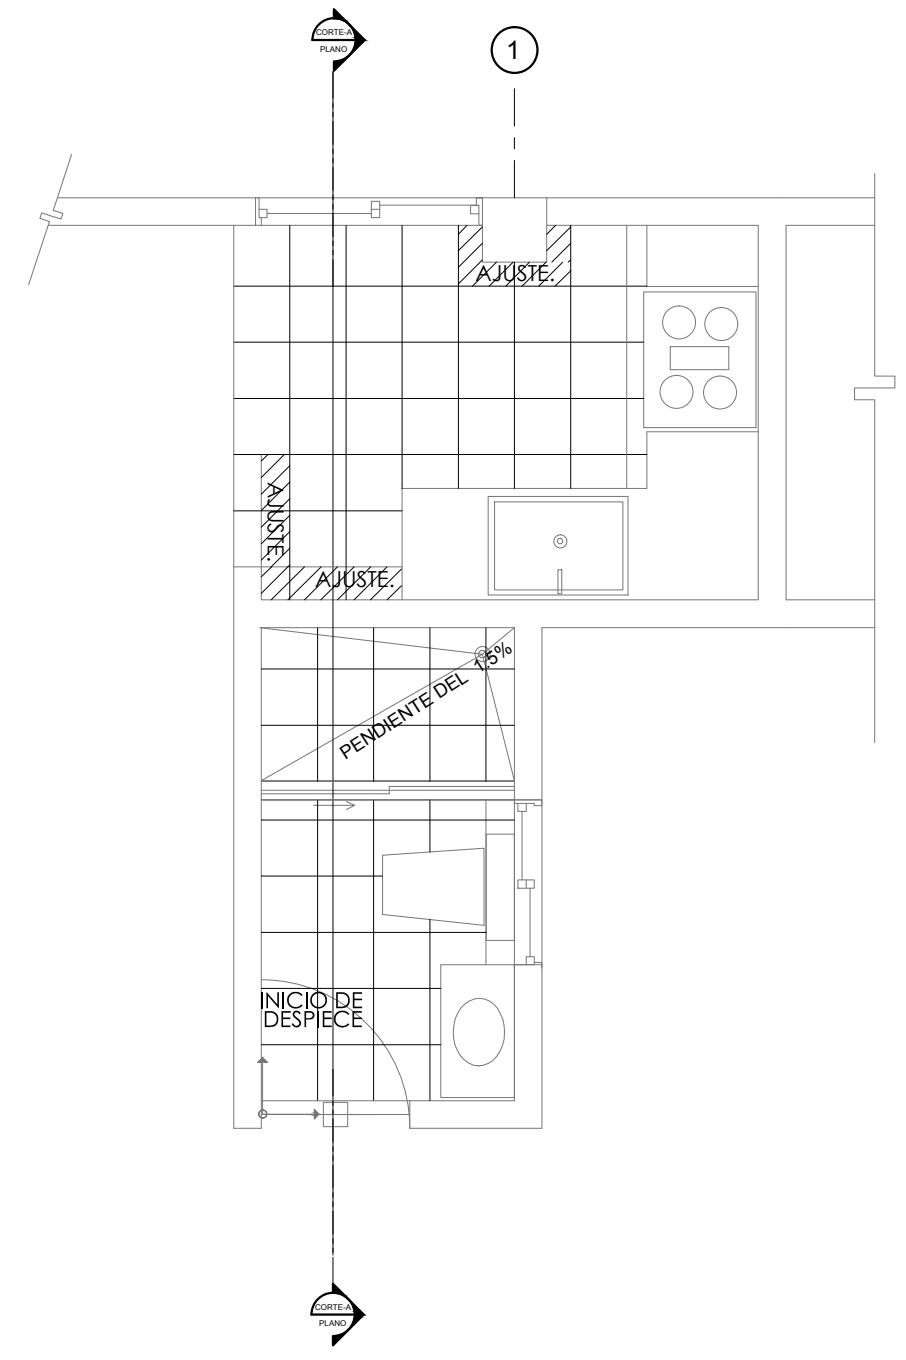 CORTE-A
PLANO
1
AJUSTE.
AJUSTE.
AJUSTE.
PENDIENTE DEL 1.5%
INICIO DE
DESPIECE
CORTE-A
PLANO